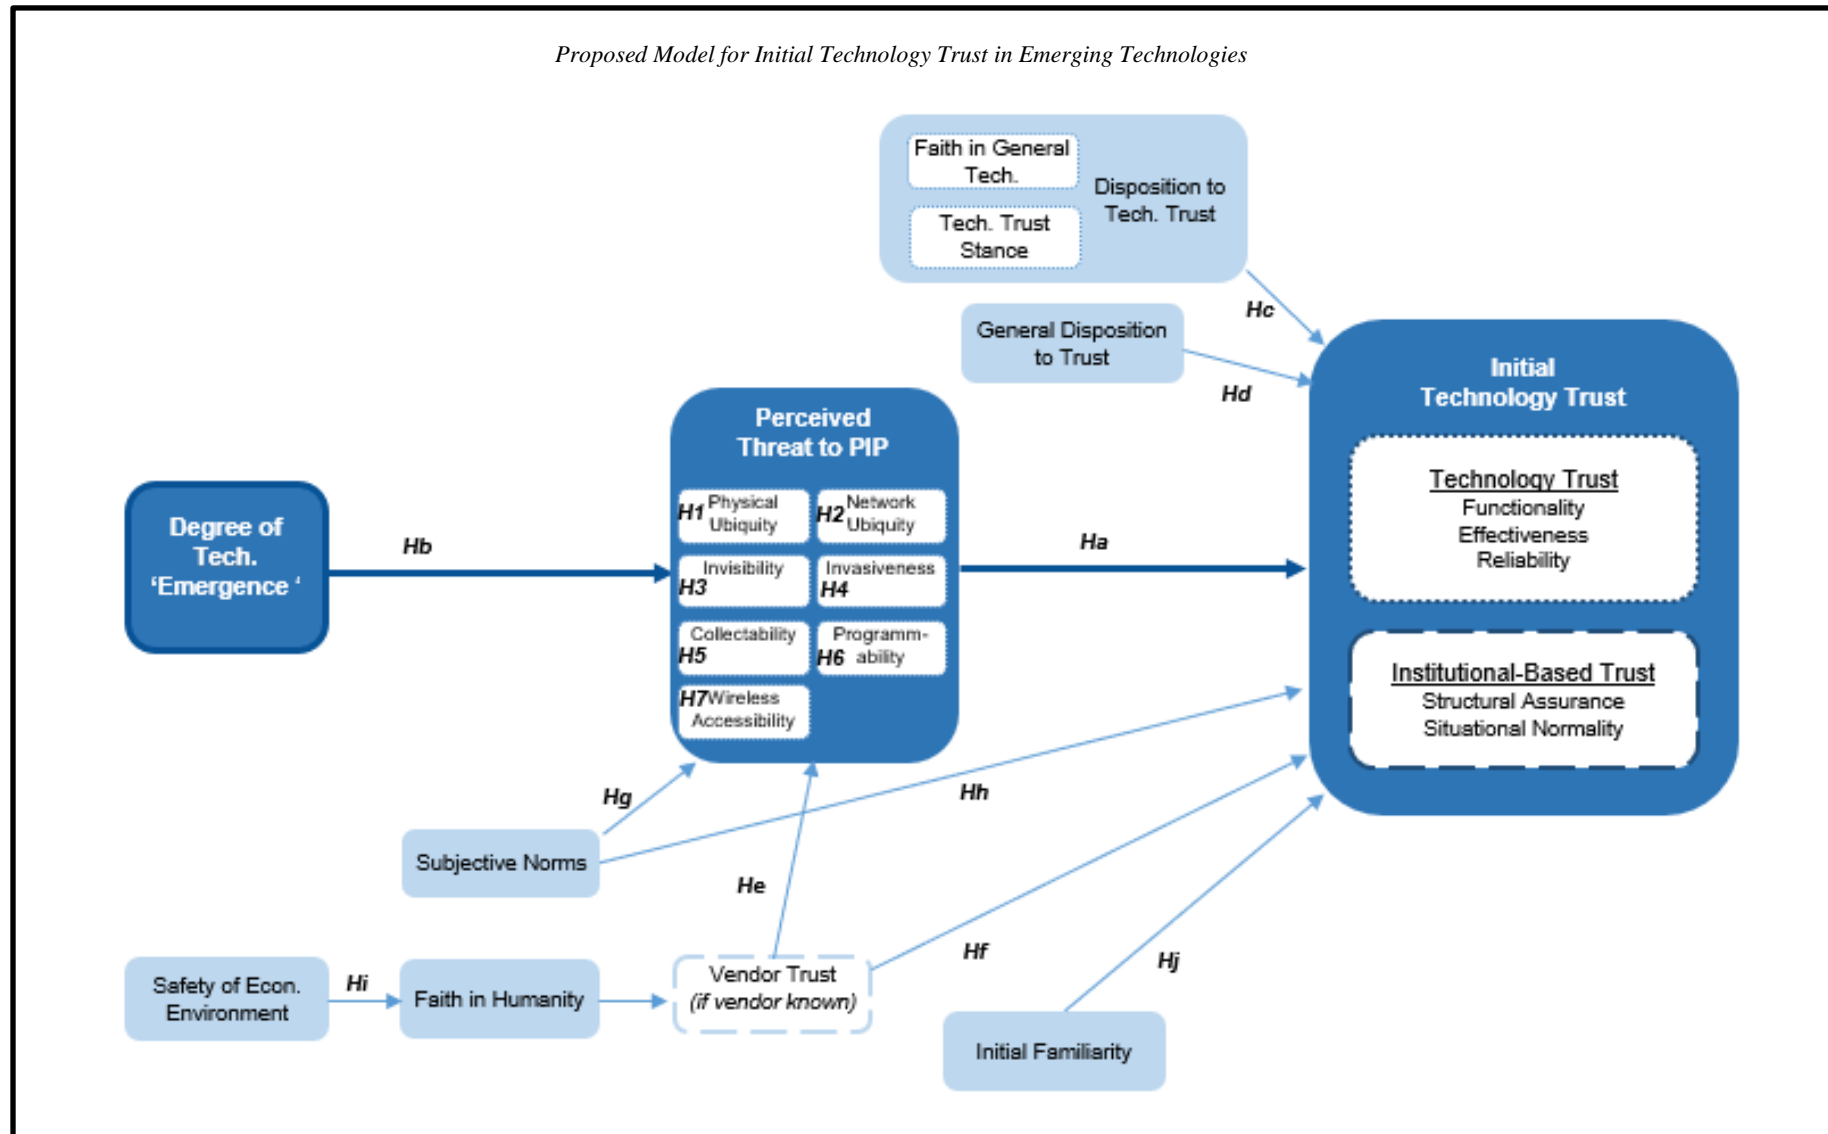 Proposed Model for Initial Technology Trust in Emerging Technologies
Faith in General
Tech.
Tech. Trust
Stance
Disposition to
Tech. Trust
Hc
General Disposition
to Trust
Hd
Initial
Technology Trust
Technology Trust
Functionality
Effectiveness
Reliability
Institutional-Based Trust
Structural Assurance
Situational Normality
Perceived
Threat to PIP
H1 Physical
Ubiquity
H2 Network
Ubiquity
Invisibility
H3
Invasiveness
H4
Collectability
H5
Programm-
H6 ability
H7 Wireless
Accessibility
Degree of
Tech.
‘Emergence ‘
Hb
Ha
Hg
Hh
Subjective Norms
He
Safety of Econ.
Environment
Hi
Faith in Humanity
Vendor Trust
(if vendor known)
Hf
Hj
Initial Familiarity